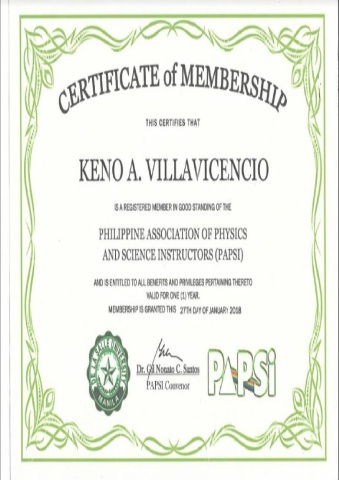 CERTIFICATE of MEMBERSHIP
THIS CERTIFIES THAT
KENO A. VILLAVICENCIO
IS A REGISTERED MEMBER IN GOOD STANDING OF THE
PHILIPPINE ASSOCIATION OF PHYSICS
AND SCIENCE INSTRUCTORS (PAPSI)
AND IS ENTITLED TO ALL BENEFITS AND PRIVILEGES PERTAINING THERETO
VALID FOR ONE (1) YEAR.
MEMBERSHIP IS GRANTED THIS 27TH DAY OF JANUARY 2018
DE LA SALLE UNIVERSITY
MANILA
Dr. Gil Nonato C. Santos
PAPSI Convenor
PAPSi